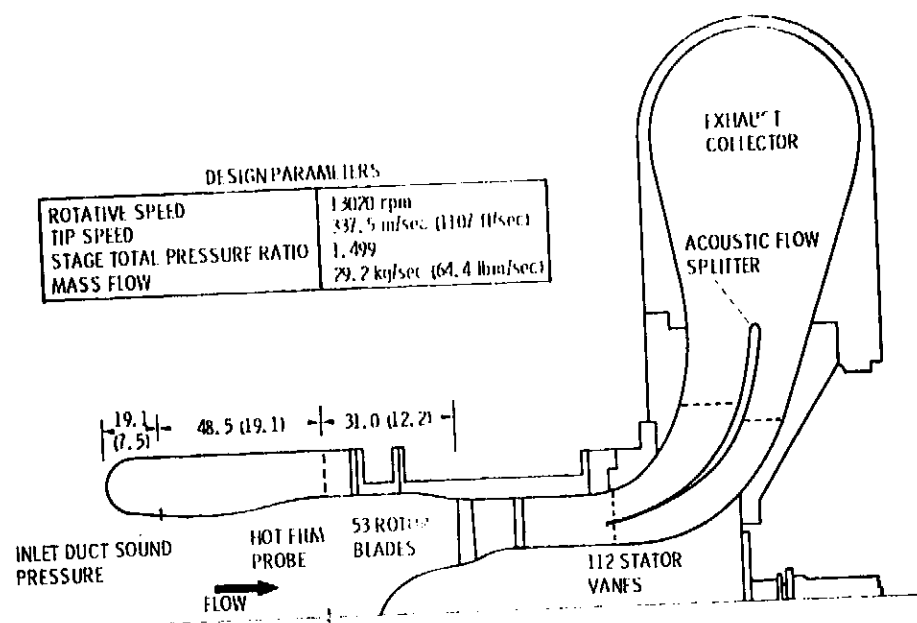 DESIGN PARAMETERS
ROTATIVE SPEED 13020 rpm
TIP SPEED 337.5 m/sec (1107 ft/sec)
STAGE TOTAL PRESSURE RATIO 1.499
MASS FLOW 29.2 kg/sec (64.4 lbm/sec)
EXHAUST
COLLECTOR
ACOUSTIC FLOW
SPLITTER
19.1
(7.5)
48.5 (19.1)
31.0 (12.2)
INLET DUCT SOUND
PRESSURE
HOT FILM
PROBE
53 ROTOR
BLADES
112 STATOR
VANES
FLOW